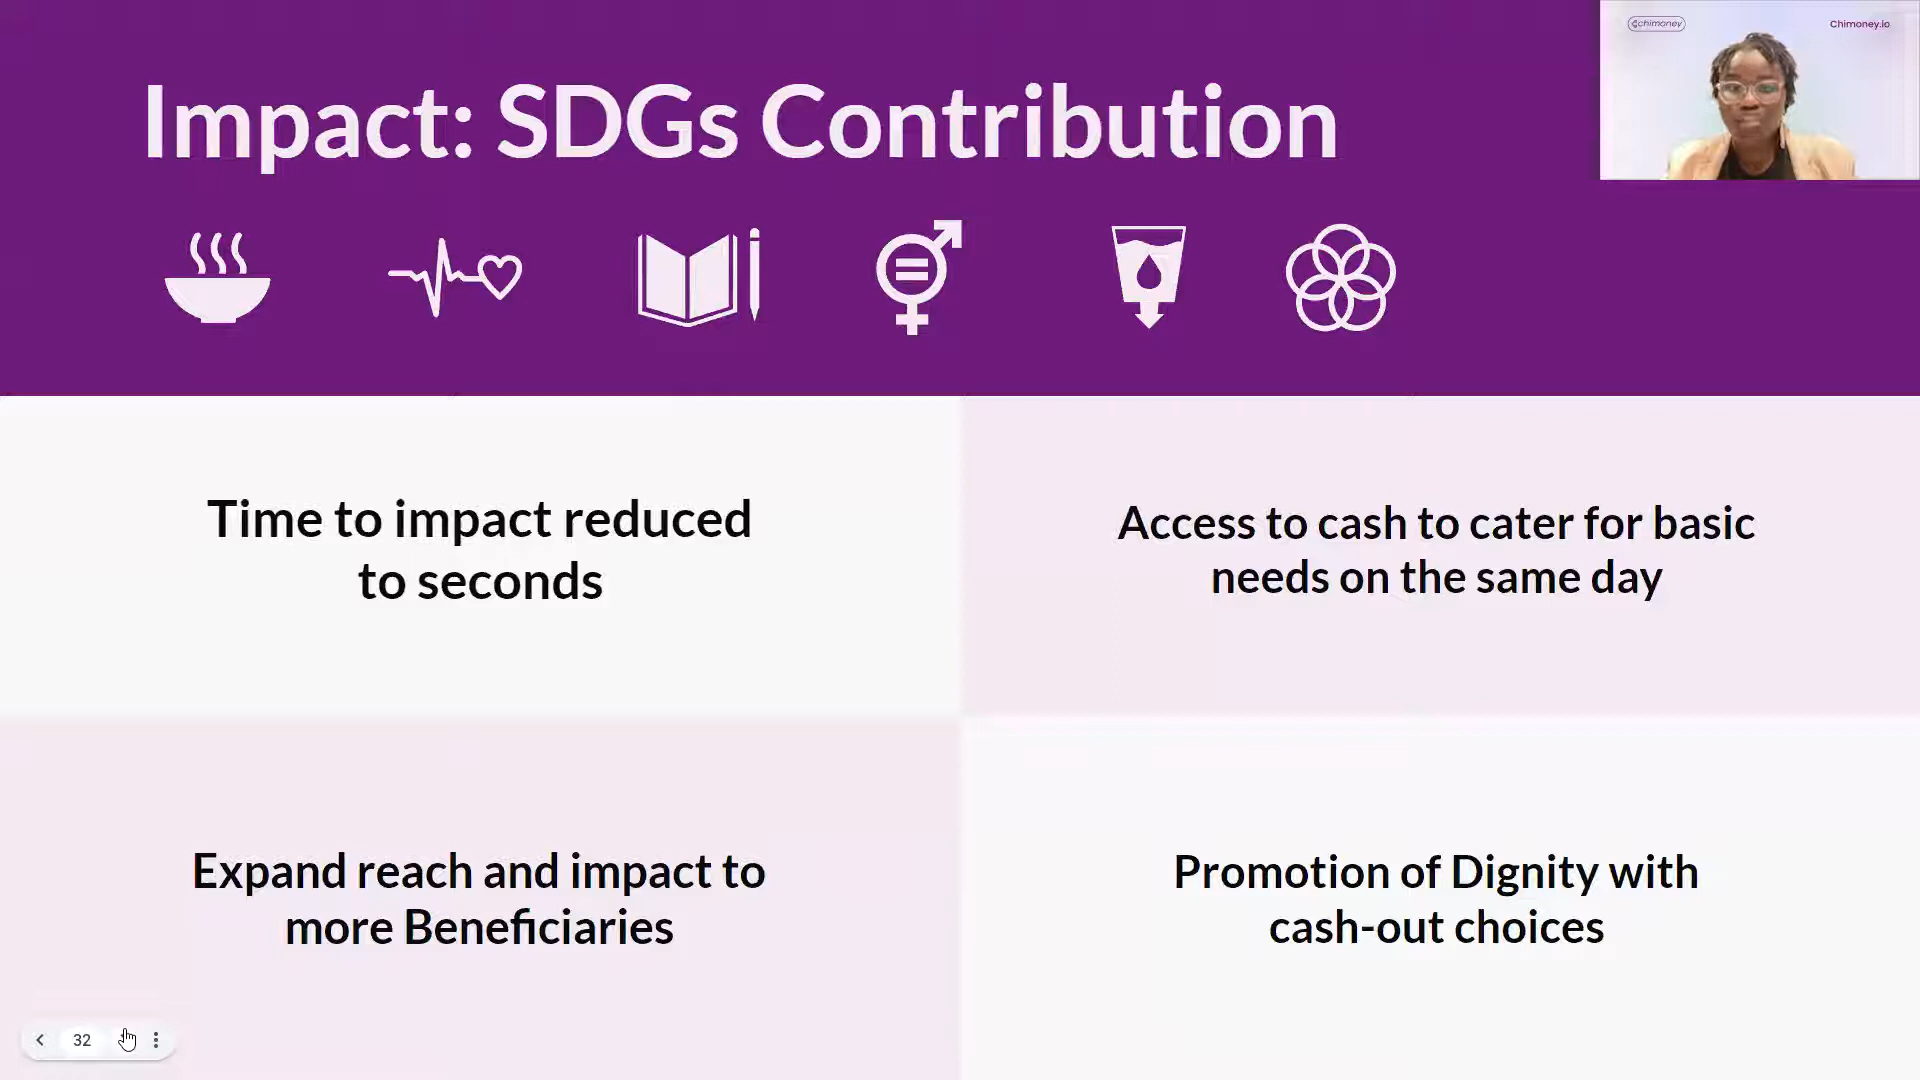 Impact: SDGs Contribution
chimoney
Chimoney.io
Time to impact reduced
to seconds
Access to cash to cater for basic
needs on the same day
Expand reach and impact to
more Beneficiaries
Promotion of Dignity with
cash-out choices
32